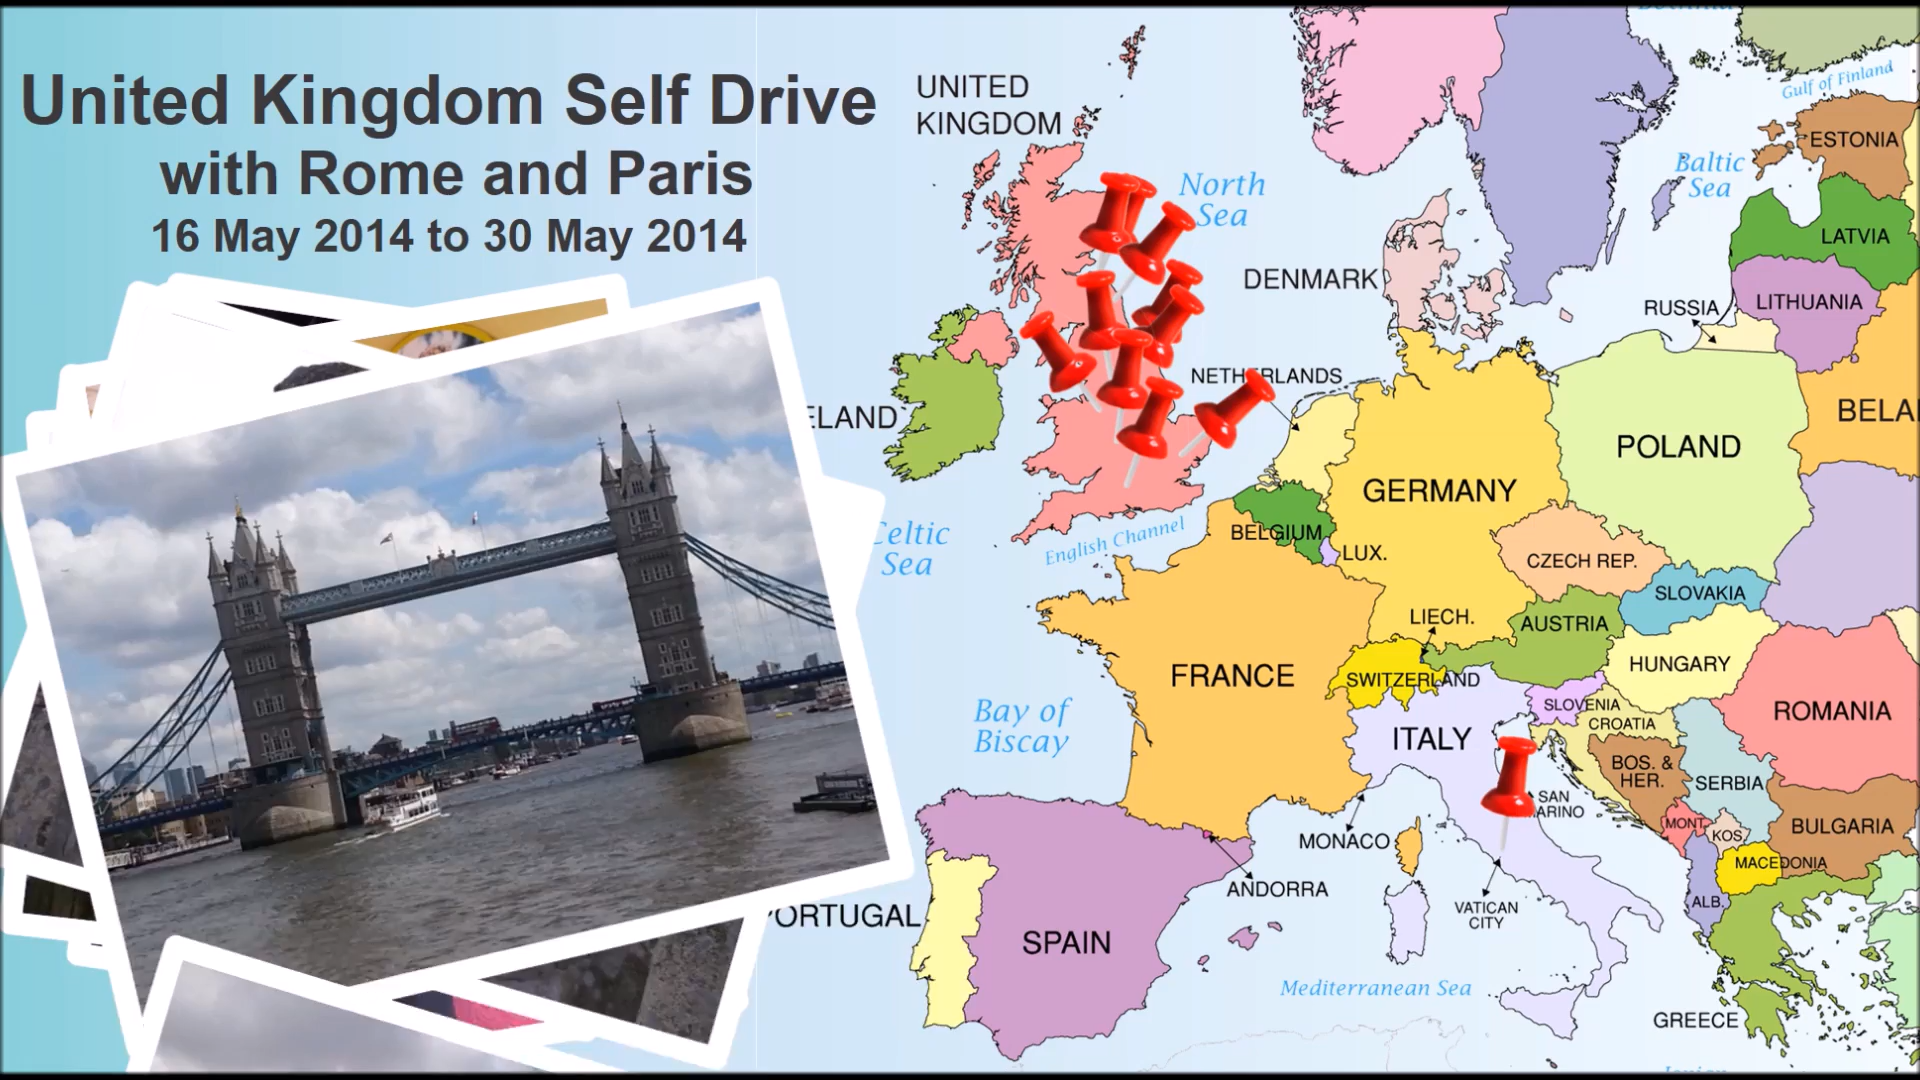 United Kingdom Self Drive
with Rome and Paris
16 May 2014 to 30 May 2014
UNITED
KINGDOM
North
Sea
Gulf of Finland
ESTONIA
Baltic
Sea
LATVIA
DENMARK
RUSSIA
LITHUANIA
NETHERLANDS
ELAND
BELA
POLAND
GERMANY
Celtic
Sea
English Channel
BELGIUM
LUX.
CZECH REP.
SLOVAKIA
LIECH.
AUSTRIA
HUNGARY
FRANCE
SWITZERLAND
SLOVENIA
CROATIA
ROMANIA
Bay of
Biscay
ITALY
BOS. &
HER.
SERBIA
SAN
ARINO
MONT.
KOS.
BULGARIA
MONACO
MACEDONIA
ANDORRA
ALB.
VATICAN
CITY
PORTUGAL
SPAIN
Mediterranean Sea
GREECE